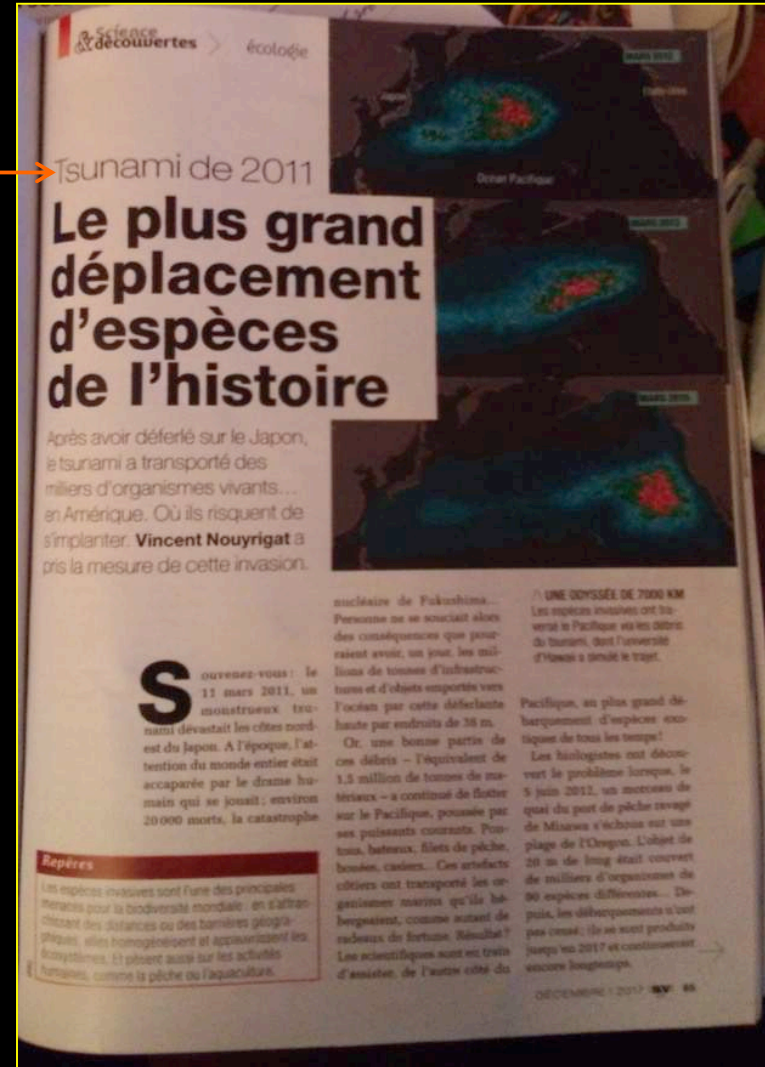 & Science
découvertes
écologie
MARS 2012
Japon
Etats-Unis
Océan Pacifique
MARS 2013
MARS 2015
Tsunami de 2011
Le plus grand
déplacement
d'espèces
de l'histoire
Après avoir déferlé sur le Japon,
le tsunami a transporté des
milliers d'organismes vivants...
en Amérique. Où ils risquent de
s'implanter. Vincent Nouyrigat a
pris la mesure de cette invasion.
UNE ODYSSÉE DE 7000 KM
Les espèces invasives ont tra-
versé le Pacifique via les débris
du tsunami, dont l'université
d'Hawaii a simulé le trajet.
Souvenez-vous : le
11 mars 2011, un
monstrueux tsu-
nami dévastait les côtes nord-
est du Japon. A l'époque, l'at-
tention du monde entier était
accaparée par le drame hu-
main qui se jouait : environ
20 000 morts, la catastrophe
nucléaire de Fukushima...
Personne ne se souciait alors
des conséquences que pour-
raient avoir, un jour, les mil-
lions de tonnes d'infrastruc-
tures et d'objets emportés vers
l'océan par cette déferlante
haute par endroits de 38 m.
Or, une bonne partie de
ces débris – l'équivalent de
1,5 million de tonnes de ma-
tériaux – a continué de flotter
sur le Pacifique, poussée par
ses puissants courants. Pon-
tons, bateaux, filets de pêche,
bouées, casiers... Ces artefacts
côtiers ont transporté les or-
ganismes marins qu'ils hé-
bergeaient, comme autant de
radeaux de fortune. Résultat ?
Les scientifiques sont en train
d'assister, de l'autre côté du
Pacifique, au plus grand dé-
barquement d'espèces exo-
tiques de tous les temps !
Les biologistes ont décou-
vert le problème lorsque, le
5 juin 2012, un morceau de
quai du port de pêche ravagé
de Misawa s'échoua sur une
plage de l'Oregon. L'objet de
20 m de long était couvert
de milliers d'organismes de
90 espèces différentes... De-
puis, les débarquements n'ont
pas cessé : ils se sont produits
jusqu'en 2017 et continueront
encore longtemps.
Repères
Les espèces invasives sont l'une des principales
menaces pour la biodiversité mondiale : en s'affran-
chissant des distances ou des barrières géogra-
phiques, elles homogénéisent et appauvrissent les
écosystèmes. Et pèsent aussi sur les activités
humaines, comme la pêche ou l'aquaculture.
DÉCEMBRE | 2017 SV 65